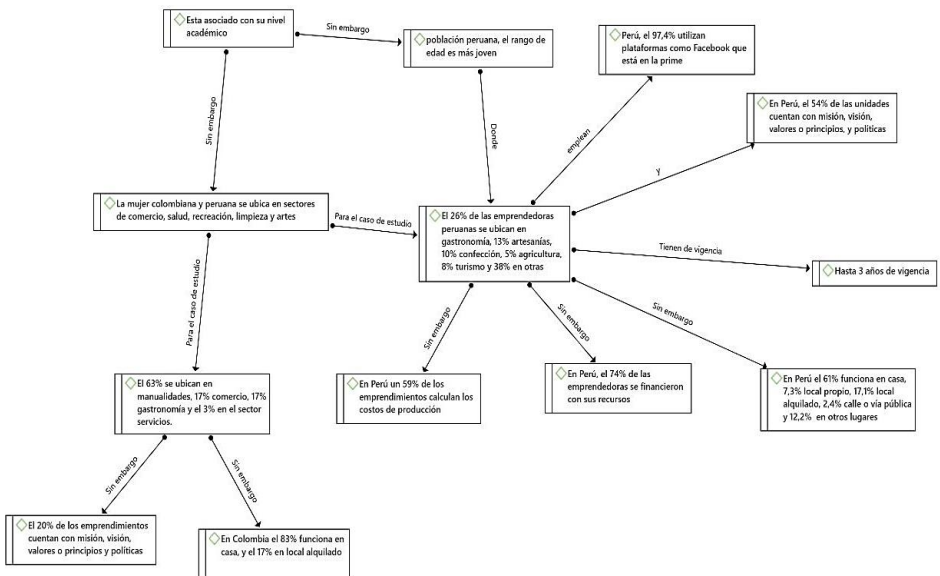 Esta asociado con su nivel
académico
Sin embargo
población peruana, el rango de
edad es más joven
Perú, el 97,4% utilizan
plataformas como Facebook que
está en la prime
En Perú, el 54% de las unidades
cuentan con misión, visión,
valores o principios, y políticas
Sin embargo
Donde
emplean
y
La mujer colombiana y peruana se ubica en sectores
de comercio, salud, recreación, limpieza y artes
Para el caso de estudio
El 26% de las emprendedoras
peruanas se ubican en
gastronomía, 13% artesanías,
10% confección, 5% agricultura,
8% turismo y 38% en otras
Tienen de vigencia
Hasta 3 años de vigencia
Para el caso de estudio
Sin embargo
Sin embargo
Sin embargo
El 63% se ubican en
manualidades, 17% comercio, 17%
gastronomía y el 3% en el sector
servicios.
En Perú un 59% de los
emprendimientos calculan los
costos de producción
En Perú, el 74% de las
emprendedoras se financieron
con sus recursos
En Perú el 61% funciona en casa,
7,3% local propio, 17,1% local
alquilado, 2,4% calle o vía pública
y 12,2% en otros lugares
Sin embargo
Sin embargo
El 20% de los emprendimientos
cuentan con misión, visión,
valores o principios y políticas
En Colombia el 83% funciona en
casa, y el 17% en local alquilado